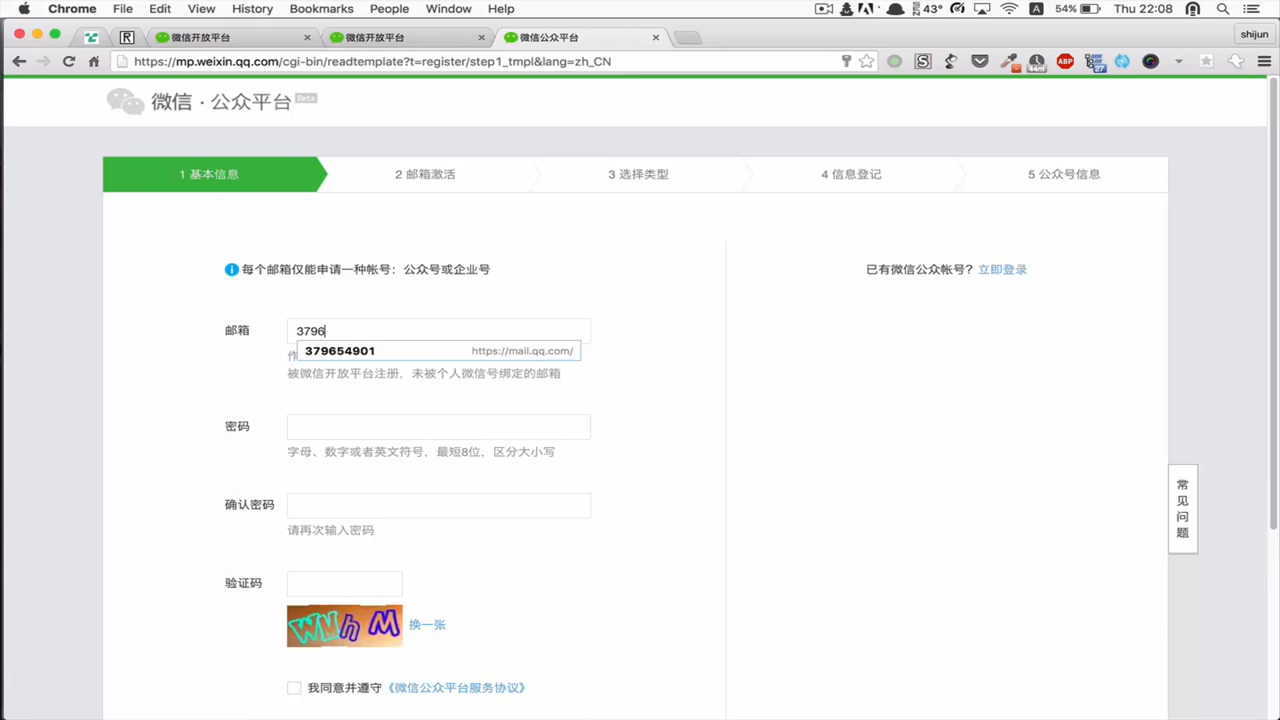 Chrome File Edit View History Bookmarks People Window Help 43° 54% Thu 22:08
微信开放平台 微信开放平台 微信公众平台 shijun
https://mp.weixin.qq.com/cgi-bin/readtemplate?t=register/step1_tmpl&lang=zh_CN
微信 · 公众平台 Beta
1 基本信息 2 邮箱激活 3 选择类型 4 信息登记 5 公众号信息
每个邮箱仅能申请一种帐号：公众号或企业号
已有微信公众帐号？ 立即登录
邮箱 3796
379654901 https://mail.qq.com/
作
被微信开放平台注册，未被个人微信号绑定的邮箱
密码
字母、数字或者英文符号，最短8位，区分大小写
确认密码
请再次输入密码
验证码
换一张
我同意并遵守《微信公众平台服务协议》
常见问题